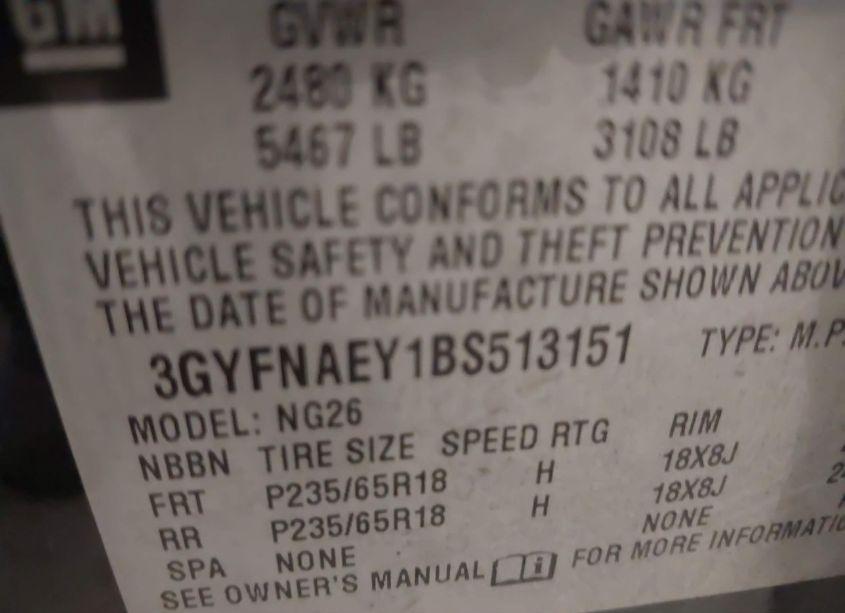 GM
GVWR GAWR FRT
2480 KG 1410 KG
5467 LB 3108 LB
THIS VEHICLE CONFORMS TO ALL APPLIC
VEHICLE SAFETY AND THEFT PREVENTION
THE DATE OF MANUFACTURE SHOWN ABOV
3GYFNAEY1BS513151 TYPE: M.P.
MODEL: NG26
NBBN TIRE SIZE SPEED RTG RIM
FRT P235/65R18 H 18X8J
RR P235/65R18 H 18X8J
SPA NONE NONE
SEE OWNER'S MANUAL i FOR MORE INFORMATIO